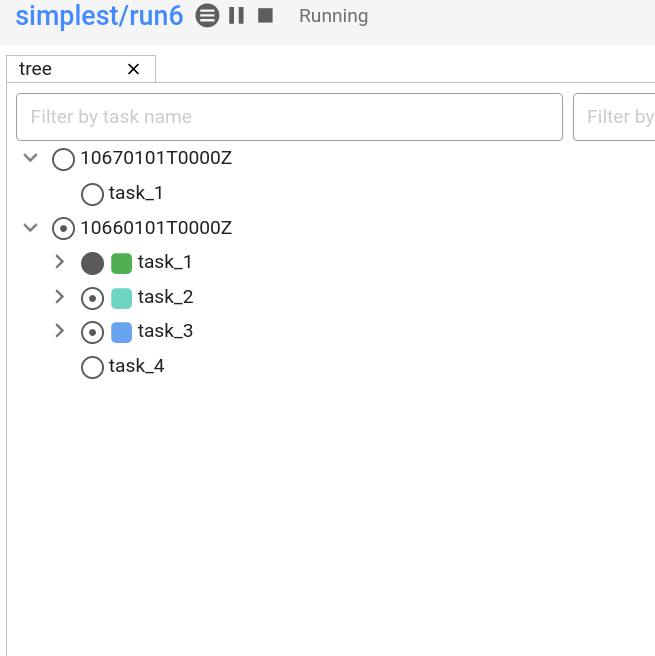 simplest/run6 Running
tree
Filter by task name Filter by
10670101T0000Z
task_1
10660101T0000Z
task_1
task_2
task_3
task_4